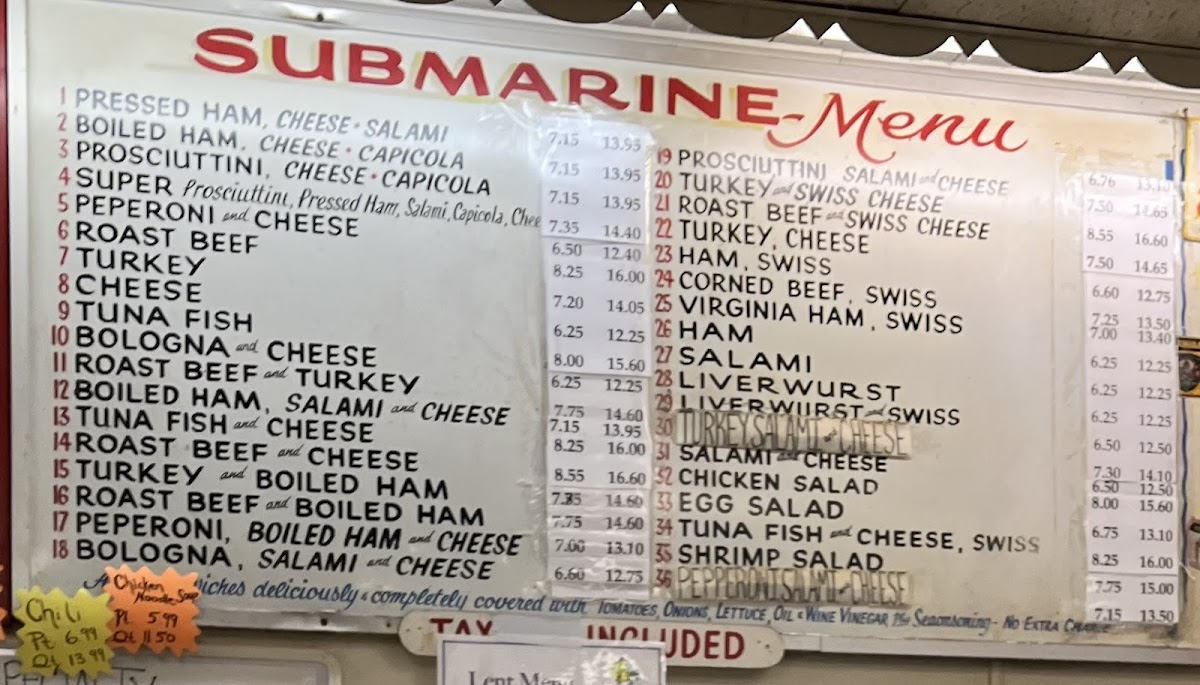 SUBMARINE - Menu
1 PRESSED HAM, CHEESE • SALAMI 7.15 13.95
2 BOILED HAM, CHEESE • CAPICOLA 7.15 13.95
3 PROSCIUTTINI, CHEESE • CAPICOLA 7.15 13.95
4 SUPER Prosciuttini, Pressed Ham, Salami, Capicola, Chee 7.35 14.40
5 PEPERONI and CHEESE 6.50 12.40
6 ROAST BEEF 8.25 16.00
7 TURKEY 7.20 14.05
8 CHEESE 6.25 12.25
9 TUNA FISH 8.00 15.60
10 BOLOGNA and CHEESE 6.25 12.25
11 ROAST BEEF and TURKEY 7.75 14.60
12 BOILED HAM, SALAMI and CHEESE 7.15 13.95
13 TUNA FISH and CHEESE 8.25 16.00
14 ROAST BEEF and CHEESE 8.55 16.60
15 TURKEY and BOILED HAM 14.60
16 ROAST BEEF and BOILED HAM 7.75 14.60
17 PEPERONI, BOILED HAM and CHEESE 7.00 13.10
18 BOLOGNA, SALAMI and CHEESE 6.60 12.75
19 PROSCIUTTINI SALAMI and CHEESE 6.76 13.10
20 TURKEY and SWISS CHEESE 7.50 14.65
21 ROAST BEEF and SWISS CHEESE 8.55 16.60
22 TURKEY, CHEESE 7.50 14.65
23 HAM, SWISS 6.60 12.75
24 CORNED BEEF, SWISS 7.25 13.50
25 VIRGINIA HAM, SWISS 7.00 13.40
26 HAM 6.25 12.25
27 SALAMI 6.25 12.25
28 LIVERWURST 6.25 12.25
29 LIVERWURST and SWISS 6.50 12.50
30 TURKEY SALAMI and CHEESE 7.30 14.10
31 SALAMI and CHEESE 6.50 12.50
32 CHICKEN SALAD 8.00 15.60
33 EGG SALAD 6.75 13.10
34 TUNA FISH and CHEESE, SWISS 8.25 16.00
35 SHRIMP SALAD 7.75 15.00
36 PEPPERONI SALAMI and CHEESE 7.15 13.50
A iches deliciously & completely covered with TOMATOES, ONIONS, LETTUCE, OIL & WINE VINEGAR, Plus Seasonsning - NO EXTRA CHARGE
TAX INCLUDED
Chili
Pt 6.99
Qt 13.99
Chicken
Noodle Soup
Pt. 5.99
Qt 11.50
Lent Menu